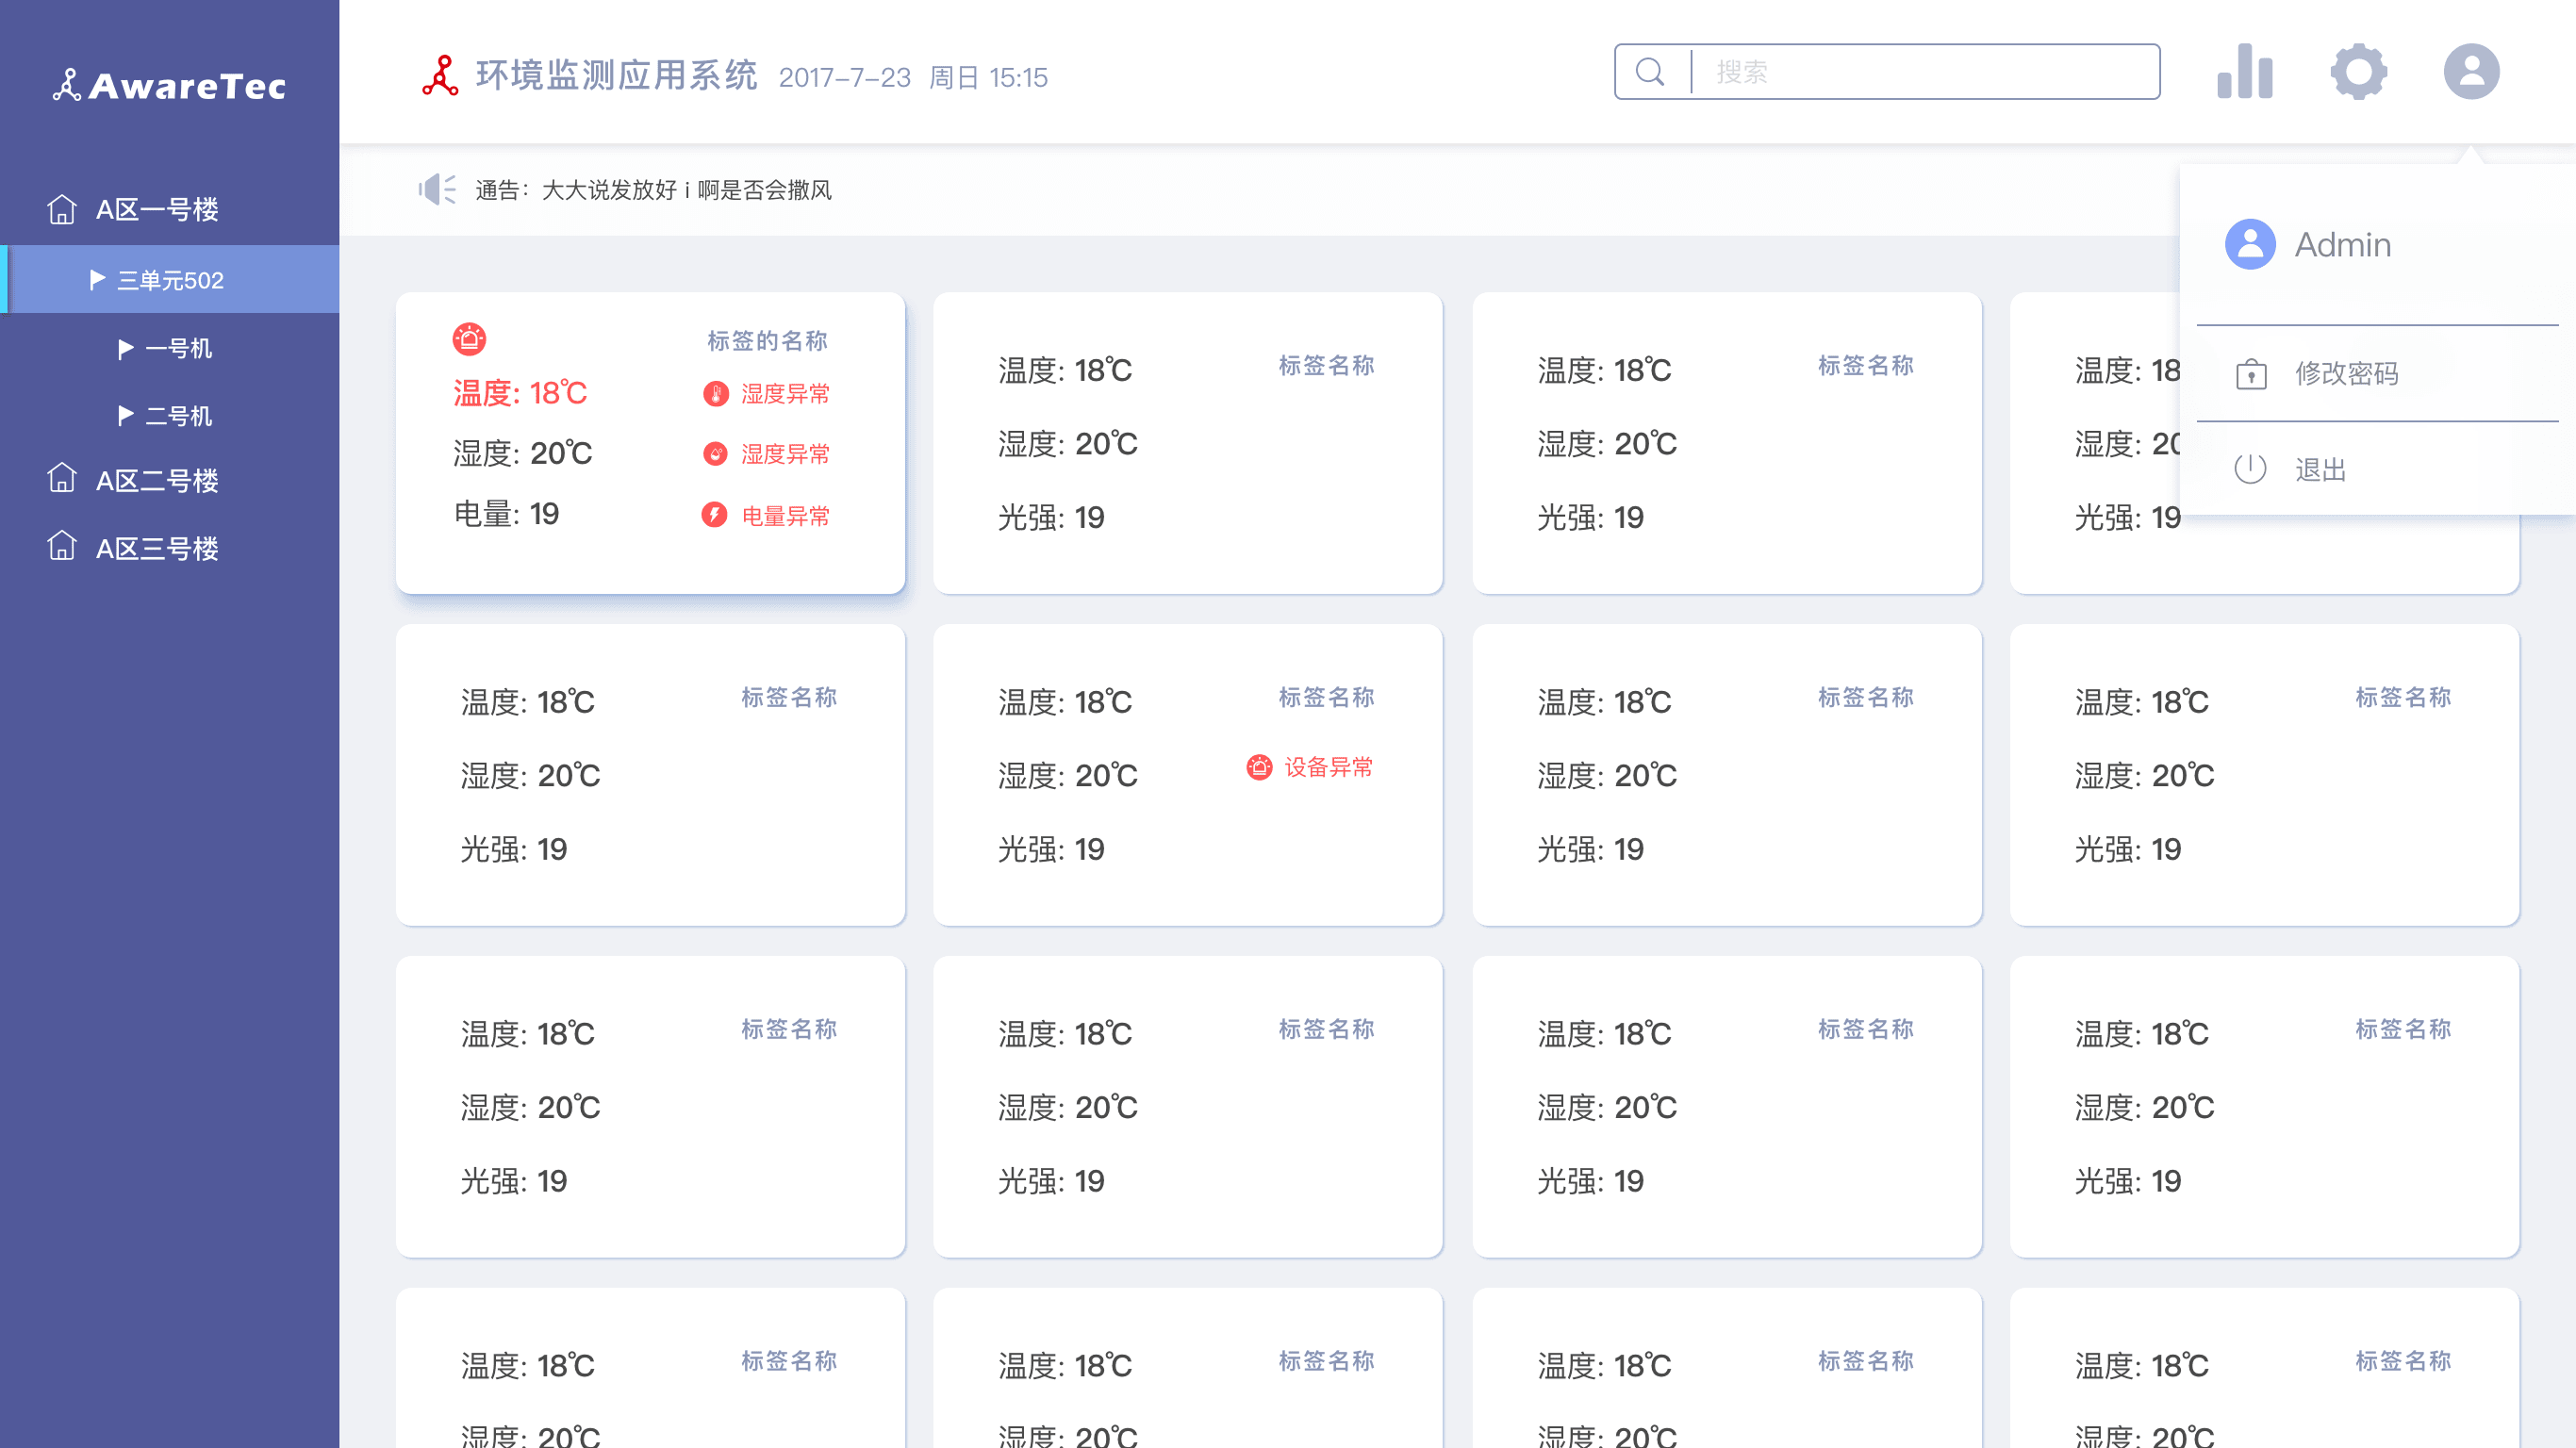 AwareTec
A区一号楼
三单元502
一号机
二号机
A区二号楼
A区三号楼
环境监测应用系统 2017-7-23 周日 15:15
搜索
通告：大大说发放好 i 啊是否会撒风
Admin
修改密码
退出
标签的名称
温度: 18℃ 湿度异常
湿度: 20℃ 湿度异常
电量: 19 电量异常
温度: 18℃ 标签名称
湿度: 20℃
光强: 19
温度: 18℃ 标签名称
湿度: 20℃
光强: 19
温度: 18
湿度: 20
光强: 19
温度: 18℃ 标签名称
湿度: 20℃
光强: 19
温度: 18℃ 标签名称
湿度: 20℃ 设备异常
光强: 19
温度: 18℃ 标签名称
湿度: 20℃
光强: 19
温度: 18℃ 标签名称
湿度: 20℃
光强: 19
温度: 18℃ 标签名称
湿度: 20℃
光强: 19
温度: 18℃ 标签名称
湿度: 20℃
光强: 19
温度: 18℃ 标签名称
湿度: 20℃
光强: 19
温度: 18℃ 标签名称
湿度: 20℃
光强: 19
温度: 18℃ 标签名称
湿度: 20℃
温度: 18℃ 标签名称
湿度: 20℃
温度: 18℃ 标签名称
湿度: 20℃
温度: 18℃ 标签名称
湿度: 20℃